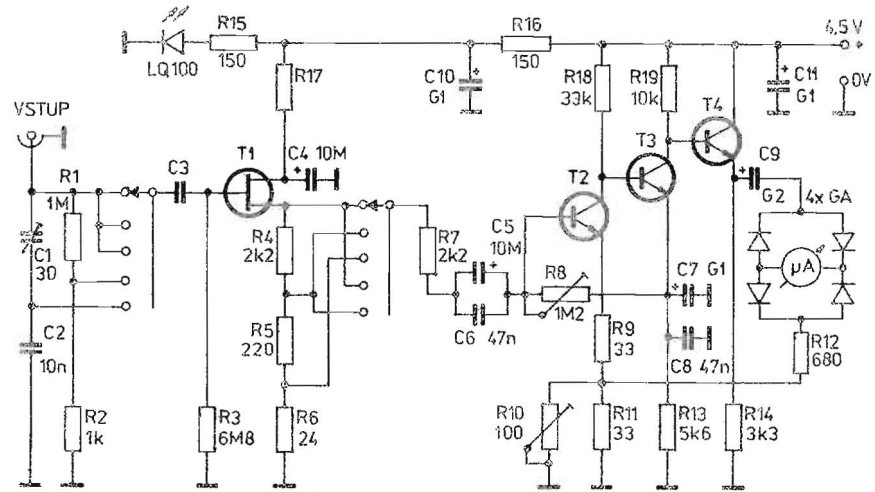 R15
150
LQ100
R16
150
4,5 V
+
0V
R17
C10
+
G1
R18
33k
R19
10k
C11
+
G1
VSTUP
T1
T2
T3
T4
R1
1M
C1
30
C2
10n
R2
1k
C3
R3
6M8
C4 10M
+
R4
2k2
R5
220
R6
24
R7
2k2
C5
10M
+
C6 47n
R8
1M2
R9
33
R10
100
R11
33
C7 G1
+
C8 47n
R13
5k6
R14
3k3
C9
+
G2
4x GA
µA
R12
680